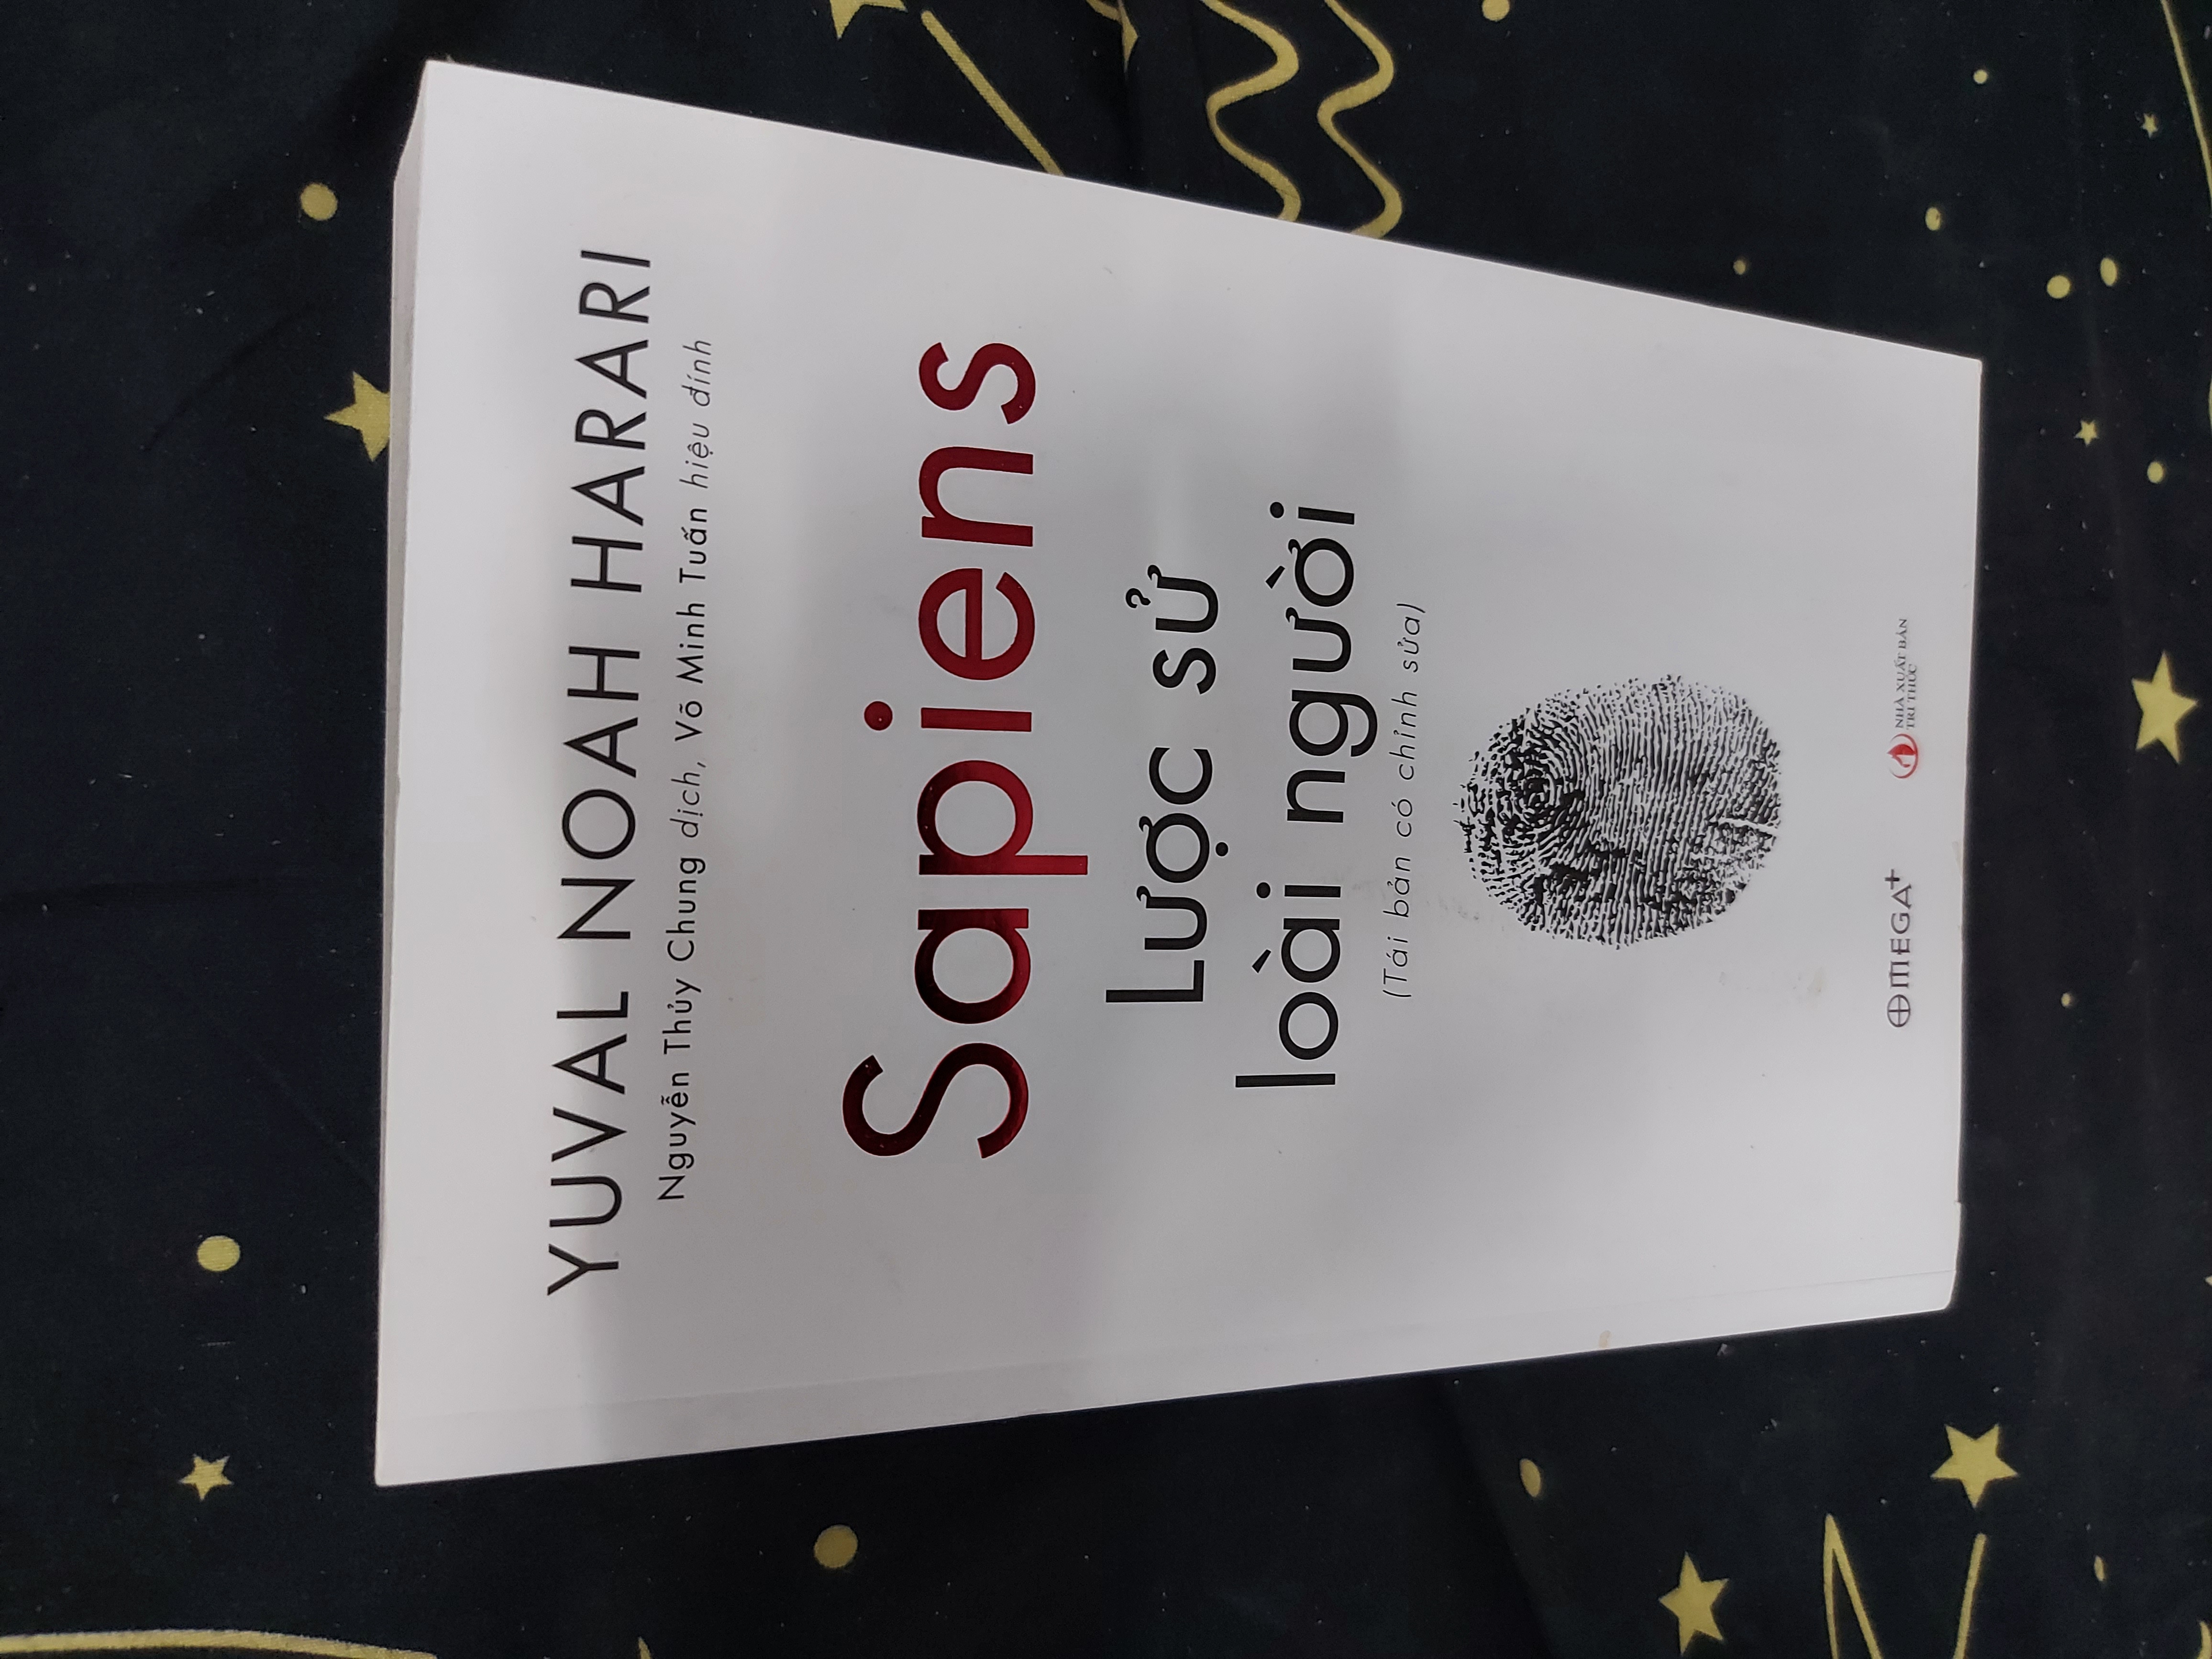 YUVAL NOAH HARARI
Nguyễn Thủy Chung dịch, Võ Minh Tuấn hiệu đính
Sapiens
Lược sử
loài người
(Tái bản có chỉnh sửa)
OMEGA+
NHÀ XUẤT BẢN
TRI THỨC